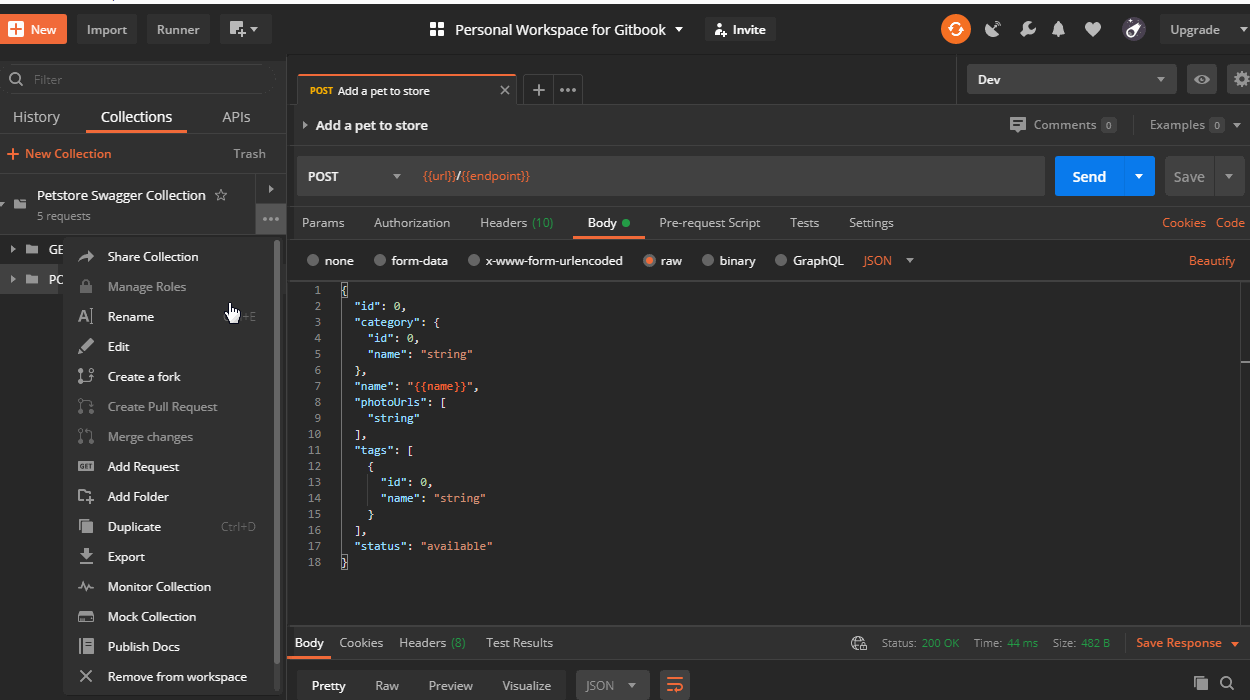 New
Import
Runner
Personal Workspace for Gitbook
Invite
Upgrade
Filter
History
Collections
APIs
New Collection
Trash
Petstore Swagger Collection
5 requests
GE
PO
Share Collection
Manage Roles
Rename
+E
Edit
Create a fork
Create Pull Request
Merge changes
GET Add Request
Add Folder
Duplicate Ctrl+D
Export
Monitor Collection
Mock Collection
Publish Docs
Remove from workspace
POST Add a pet to store
Dev
Add a pet to store
Comments 0
Examples 0
POST
{{url}}/{{endpoint}}
Send
Save
Params Authorization Headers (10) Body Pre-request Script Tests Settings
Cookies Code
none form-data x-www-form-urlencoded raw binary GraphQL JSON
Beautify
1 {
2 "id": 0,
3 "category": {
4 "id": 0,
5 "name": "string"
6 },
7 "name": "{{name}}",
8 "photoUrls": [
9 "string"
10 ],
11 "tags": [
12 {
13 "id": 0,
14 "name": "string"
15 }
16 ],
17 "status": "available"
18 }
Body Cookies Headers (8) Test Results
Status: 200 OK Time: 44 ms Size: 482 B
Save Response
Pretty Raw Preview Visualize JSON